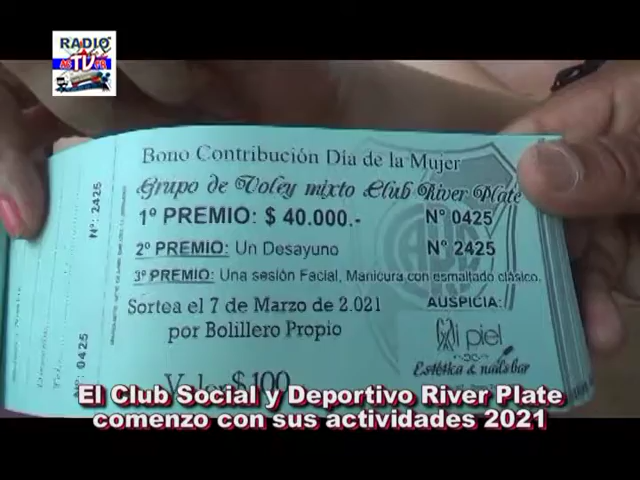 RADIO
TV
Bono Contribución Día de la Mujer
Grupo de Voley mixto Club River Plate
1º PREMIO: $ 40.000.- Nº 0425
2º PREMIO: Un Desayuno Nº 2425
3º PREMIO: Una sesión Facial, Manicura con esmaltado clásico.
Sortea el 7 de Marzo de 2.021 AUSPICIA:
por Bolillero Propio
Mi piel
Estética & nails bar
Valor $100
Nº 2425
Nº 0425
El Club Social y Deportivo River Plate
comenzo con sus actividades 2021